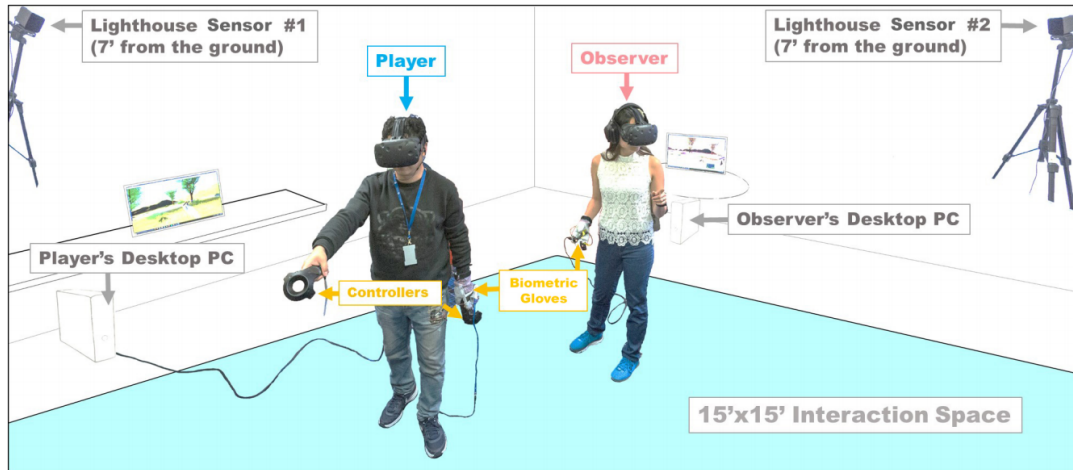 Lighthouse Sensor #1
(7' from the ground)
Lighthouse Sensor #2
(7' from the ground)
Player
Observer
Observer's Desktop PC
Player's Desktop PC
Controllers
Biometric
Gloves
15'x15' Interaction Space